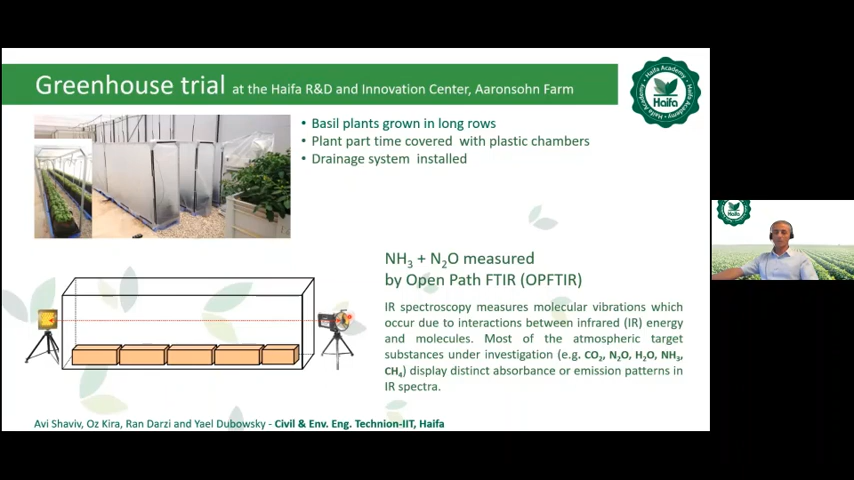 Greenhouse trial at the Haifa R&D and Innovation Center, Aaronsohn Farm
Haifa Academy
Haifa
• Basil plants grown in long rows
• Plant part time covered with plastic chambers
• Drainage system installed
NH₃ + N₂O measured
by Open Path FTIR (OPFTIR)
IR spectroscopy measures molecular vibrations which
occur due to interactions between infrared (IR) energy
and molecules. Most of the atmospheric target
substances under investigation (e.g. CO₂, N₂O, H₂O, NH₃,
CH₄) display distinct absorbance or emission patterns in
IR spectra.
Avi Shaviv, Oz Kira, Ran Darzi and Yael Dubowsky - Civil & Env. Eng. Technion-IIT, Haifa
Haifa